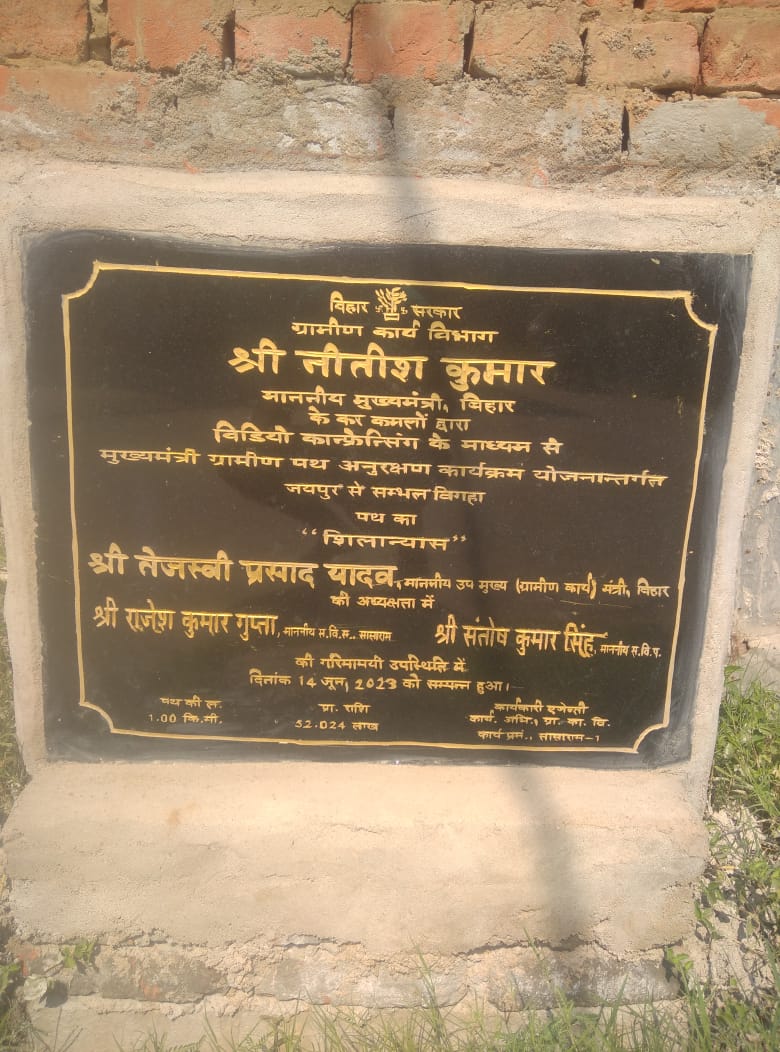 बिहार सरकार
ग्रामीण कार्य विभाग
श्री नीतीश कुमार
माननीय मुख्यमंत्री, बिहार
के कर कमलों द्वारा
विडियो कान्फ्रेन्सिंग के माध्यम से
मुख्यमंत्री ग्रामीण पथ अनुरक्षण कार्यक्रम योजनान्तर्गत
जयपुर से सम्भल विगहा
पथ का
“शिलान्यास”
श्री तेजस्वी प्रसाद यादव, माननीय उप मुख्य (ग्रामीण कार्य) मंत्री, बिहार
की अध्यक्षता में
श्री राजेश कुमार गुप्ता, माननीय स.वि.स., सासाराम श्री संतोष कुमार सिंह, माननीय स.वि.प.
की गरिमामयी उपस्थिति में
दिनांक 14 जून, 2023 को सम्पन्न हुआ।
पथ की ल. प्रा. राशि कार्यकारी एजेन्सी
1.00 कि.मी. 52.024 लाख कार्य. अभि., ग्रा. का. वि.
कार्य प्रमं., सासाराम-1